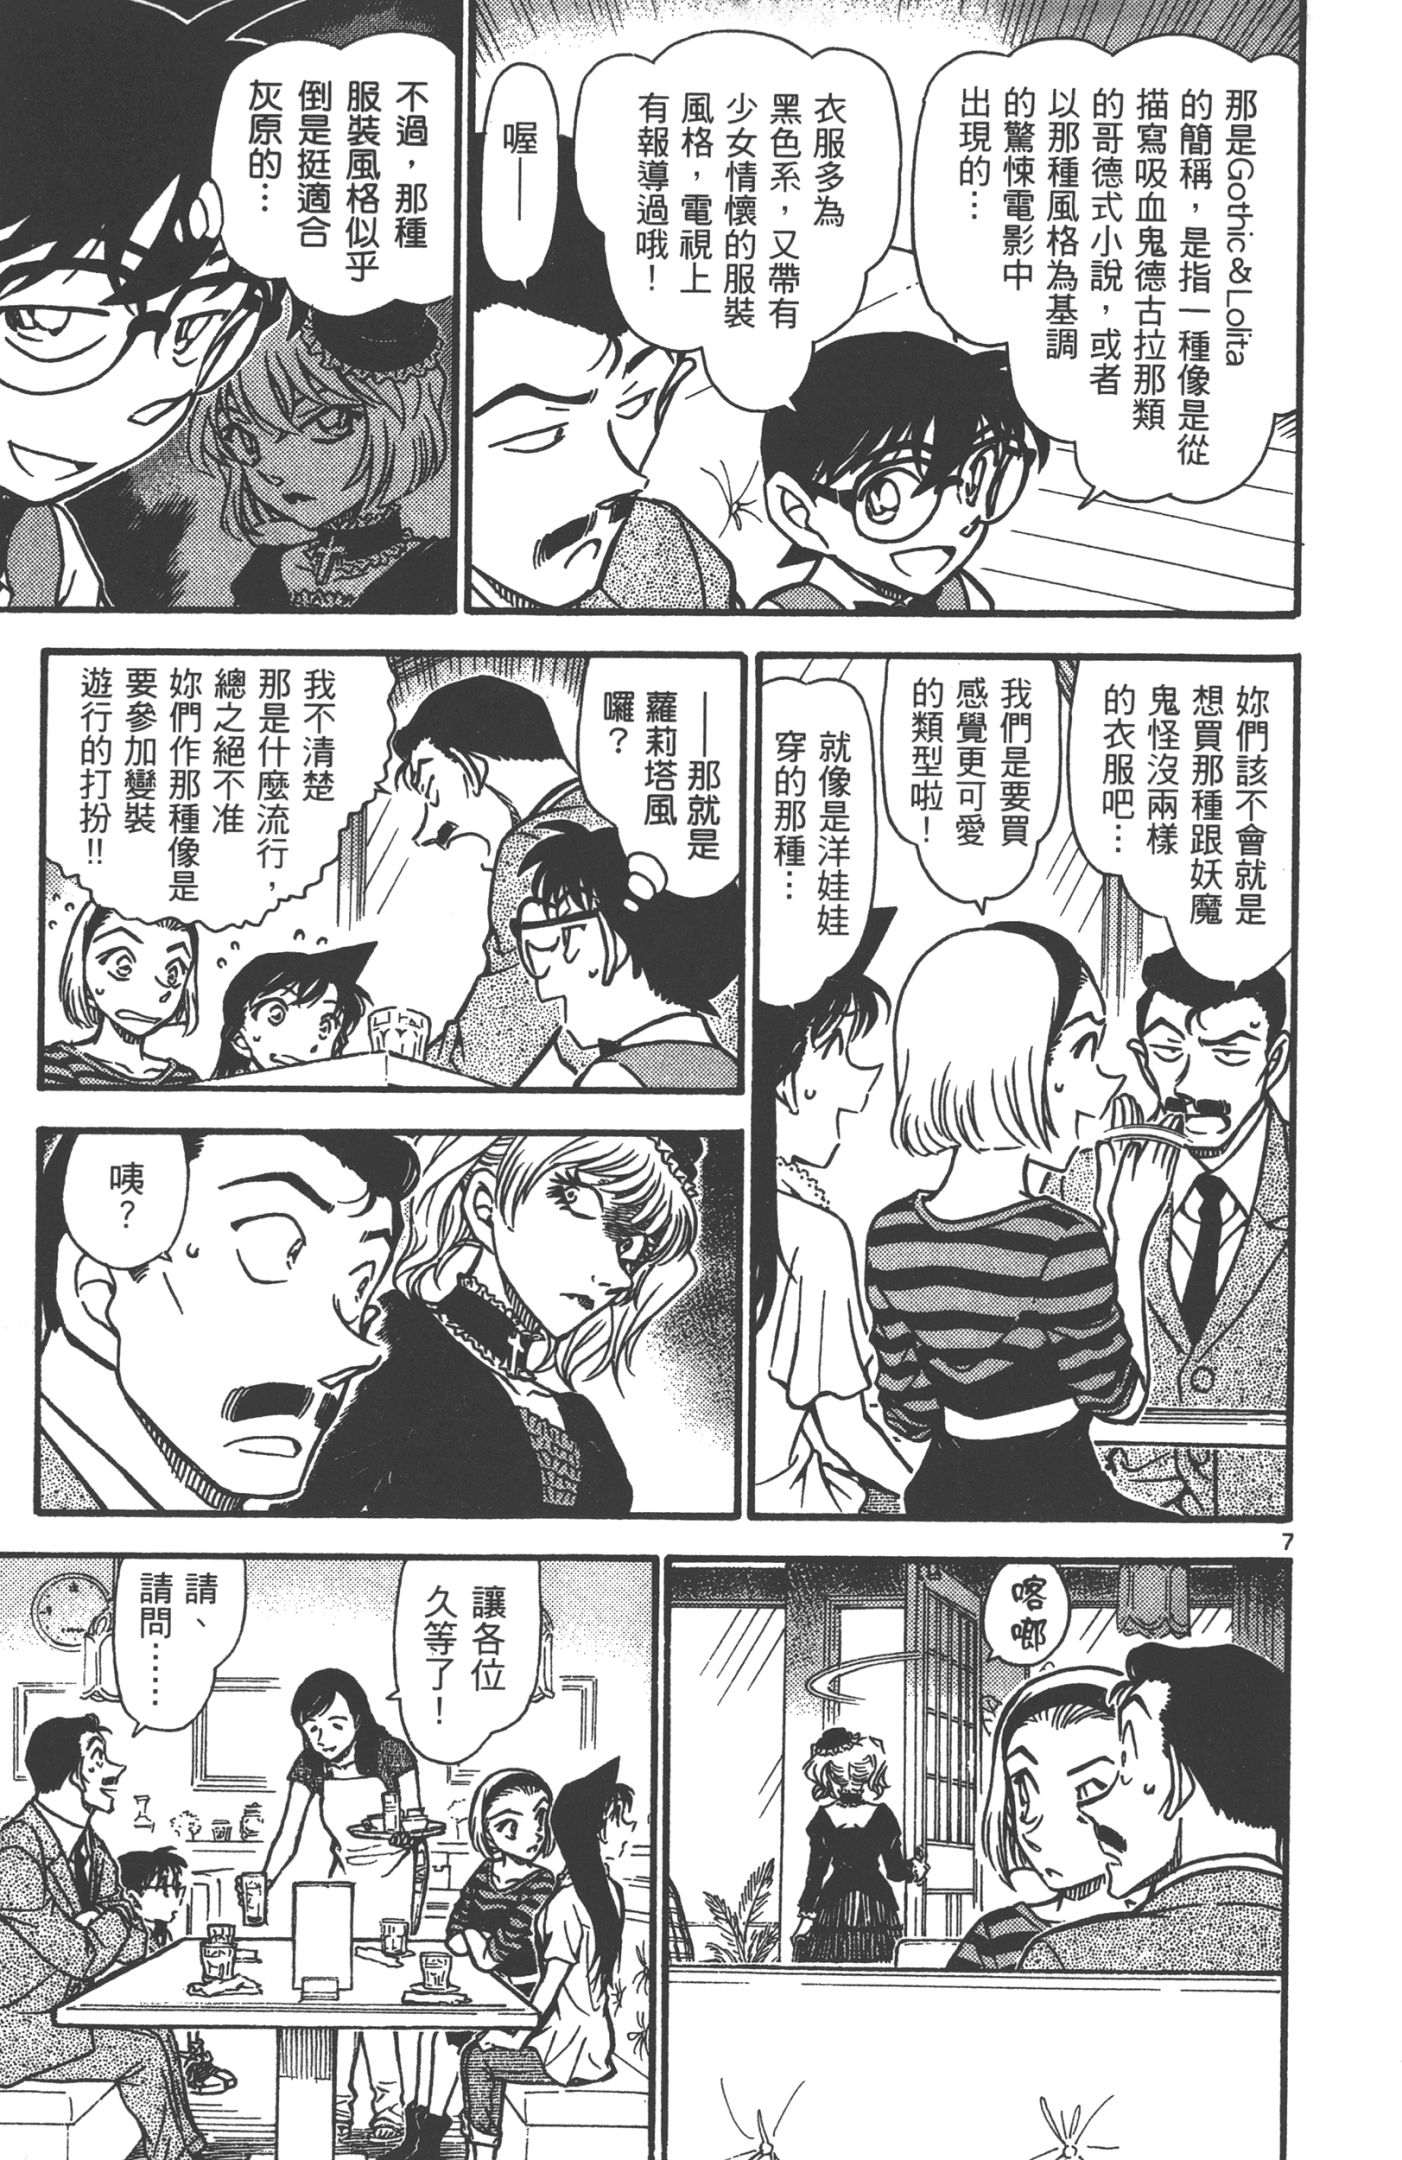 那是Gothic&Lolita
的簡稱，是指一種像是從
描寫吸血鬼德古拉那類
的哥德式小說，或者
以那種風格為基調
的驚悚電影中
出現的…
衣服多為
黑色系，又帶有
少女情懷的服裝
風格，電視上
有報導過哦！
喔——
不過，那種
服裝風格似乎
倒是挺適合
灰原的…
妳們該不會就是
想買那種跟妖魔
鬼怪沒兩樣
的衣服吧…
我們是要買
感覺更可愛
的類型啦！
就像是洋娃娃
穿的那種…
——那就是
蘿莉塔風
囉？
我不清楚
那是什麼流行，
總之絕不准
妳們作那種像是
要參加變裝
遊行的打扮!!
咦？
7
喀
啷
讓各位
久等了！
請、
請問……